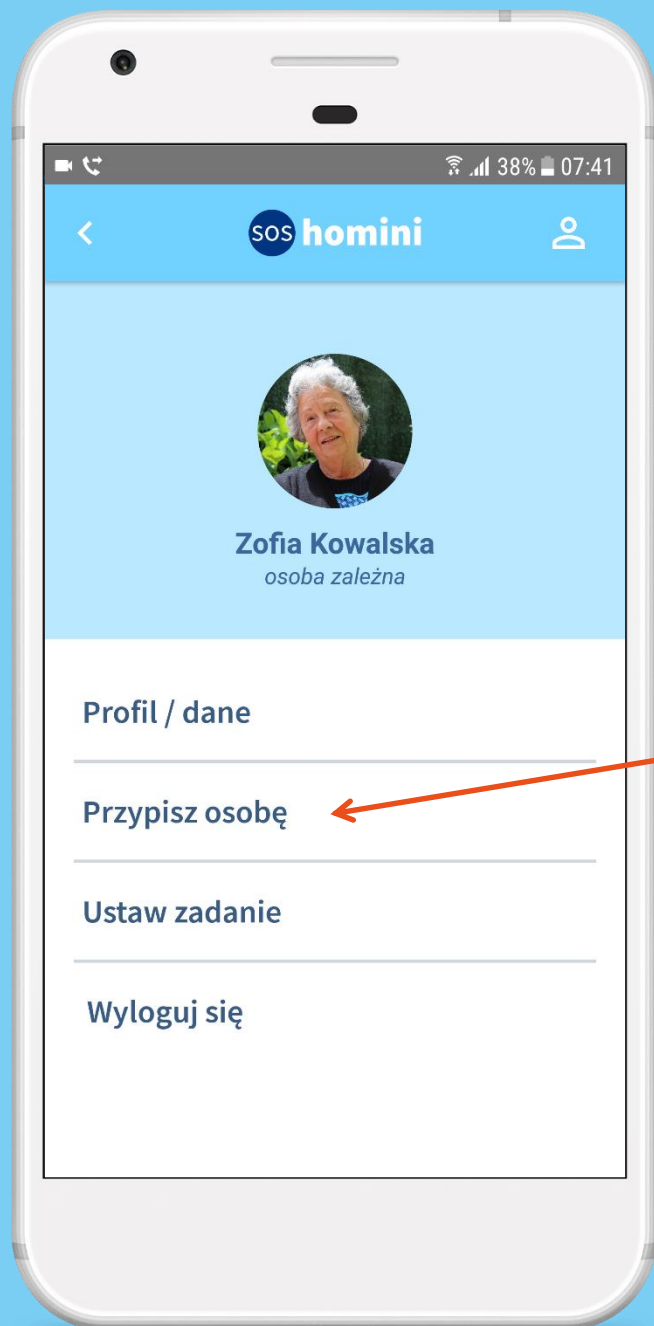 38% 07:41
SOS homini
Zofia Kowalska
osoba zależna
Profil / dane
Przypisz osobę
Ustaw zadanie
Wyloguj się